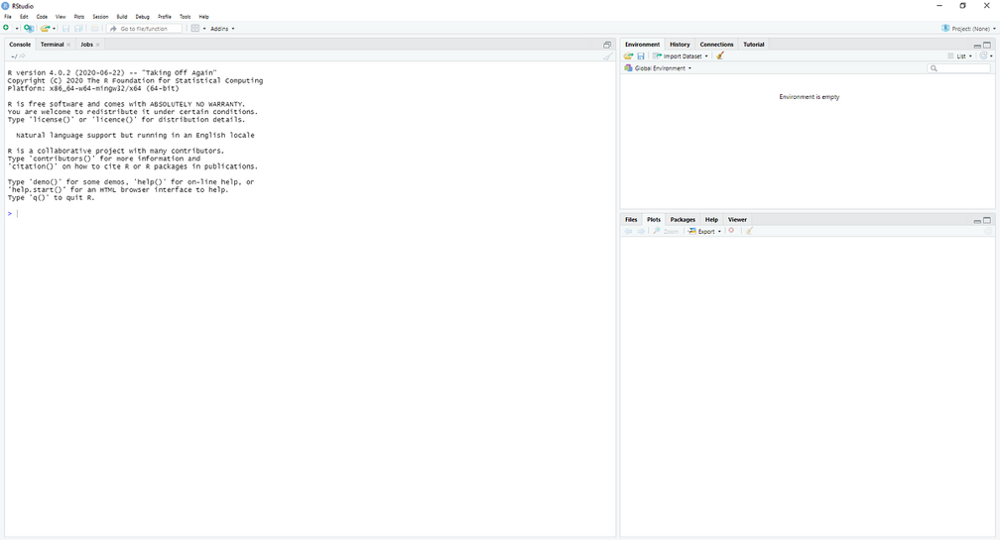 RStudio
File Edit Code View Plots Session Build Debug Profile Tools Help
Go to file/function Addins Project: (None)
Console Terminal Jobs
~/
R version 4.0.2 (2020-06-22) -- "Taking Off Again"
Copyright (C) 2020 The R Foundation for Statistical Computing
Platform: x86_64-w64-mingw32/x64 (64-bit)
R is free software and comes with ABSOLUTELY NO WARRANTY.
You are welcome to redistribute it under certain conditions.
Type 'license()' or 'licence()' for distribution details.
Natural language support but running in an English locale
R is a collaborative project with many contributors.
Type 'contributors()' for more information and
'citation()' on how to cite R or R packages in publications.
Type 'demo()' for some demos, 'help()' for on-line help, or
'help.start()' for an HTML browser interface to help.
Type 'q()' to quit R.
>
Environment History Connections Tutorial
Import Dataset List
Global Environment
Environment is empty
Files Plots Packages Help Viewer
Zoom Export